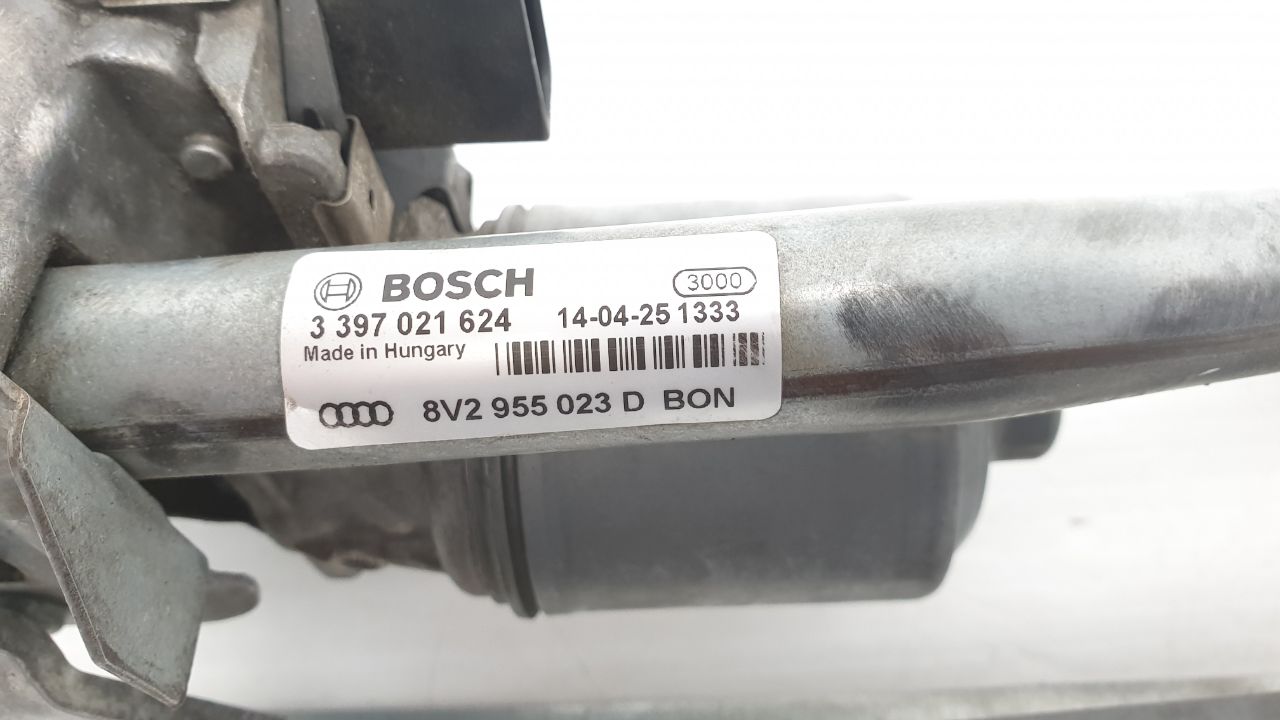 BOSCH 3000
3 397 021 624 14-04-25 1333
Made in Hungary
8V2 955 023 D BON